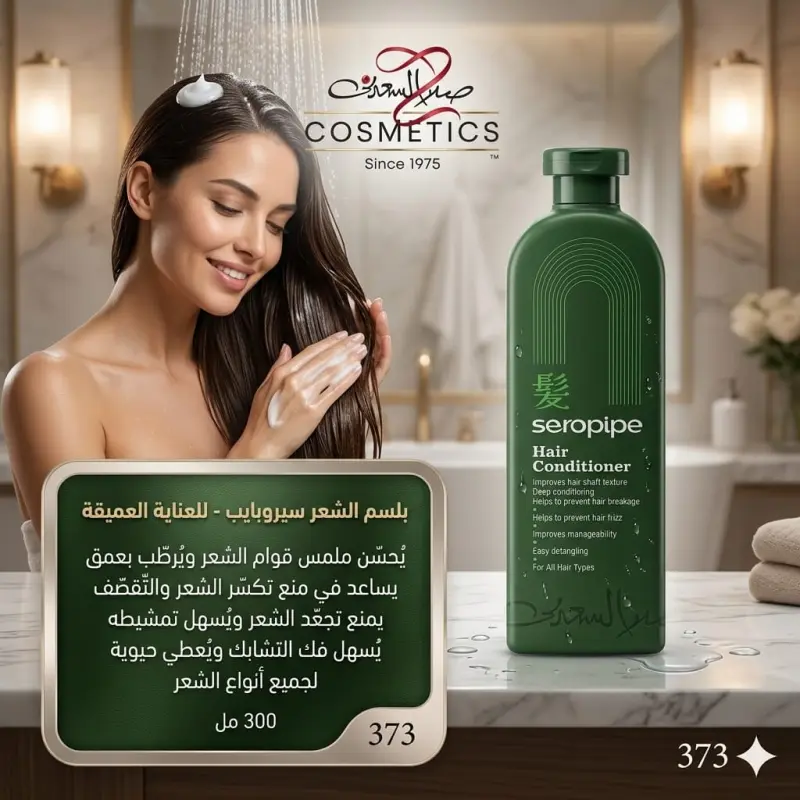 COSMETICS
Since 1975
TM
髪
seropipe
Hair
Conditioner
Improves hair shaft texture
Deep conditioning
Helps to prevent hair breakage
Helps to prevent hair frizz
Improves manageability
Easy detangling
For All Hair Types
بلسم الشعر سيروبايب - للعناية العميقة
يُحسّن ملمس قوام الشعر ويُرطّب بعمق
يساعد في منع تكسّر الشعر والتّقصّف
يمنع تجعّد الشعر ويُسهل تمشيطه
يُسهل فك التشابك ويُعطي حيوية
لجميع أنواع الشعر
300 مل
373
373